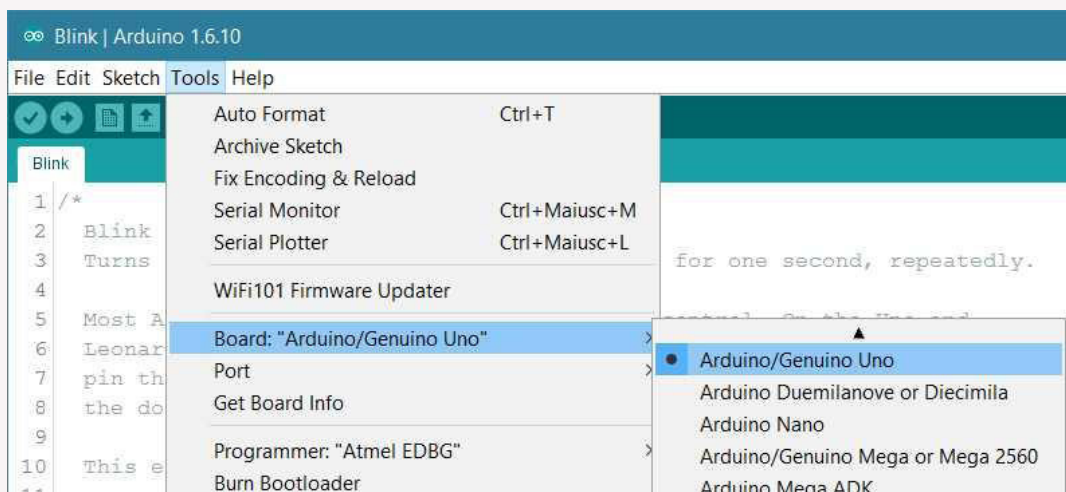 Blink | Arduino 1.6.10
File Edit Sketch Tools Help
Auto Format Ctrl+T
Archive Sketch
Blink
Fix Encoding & Reload
1 /*
Serial Monitor Ctrl+Maiusc+M
2 Blink
Serial Plotter Ctrl+Maiusc+L
3 Turns for one second, repeatedly.
4
WiFi101 Firmware Updater
5 Most A
Board: "Arduino/Genuino Uno"
6 Leonar
Arduino/Genuino Uno
Port
7 pin th
Arduino Duemilanove or Diecimila
Get Board Info
8 the do
Arduino Nano
9
Programmer: "Atmel EDBG"
Arduino/Genuino Mega or Mega 2560
10 This e
Burn Bootloader
Arduino Mega ADK